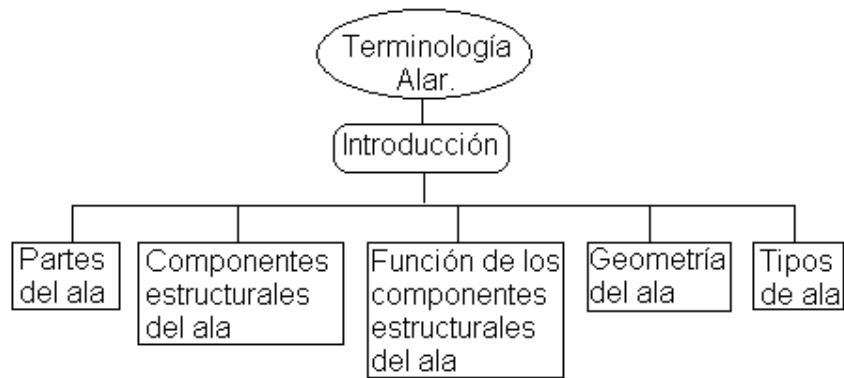 Terminología
Alar.
Introducción
Partes
del ala
Componentes
estructurales
del ala
Función de los
componentes
estructurales
del ala
Geometría
del ala
Tipos
de ala